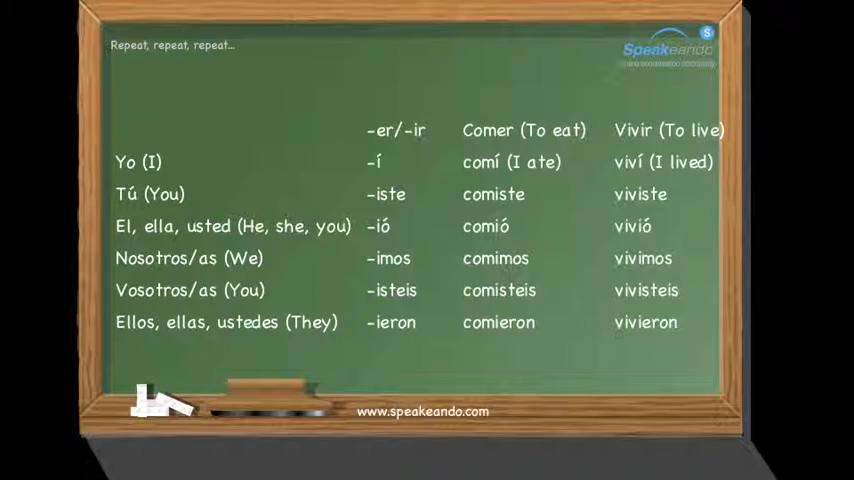 Repeat, repeat, repeat...
S
Speakeando
-er/-ir Comer (To eat) Vivir (To live)
Yo (I) -í comí (I ate) viví (I lived)
Tú (You) -iste comiste viviste
El, ella, usted (He, she, you) -ió comió vivió
Nosotros/as (We) -imos comimos vivimos
Vosotros/as (You) -isteis comisteis vivisteis
Ellos, ellas, ustedes (They) -ieron comieron vivieron
www.speakeando.com